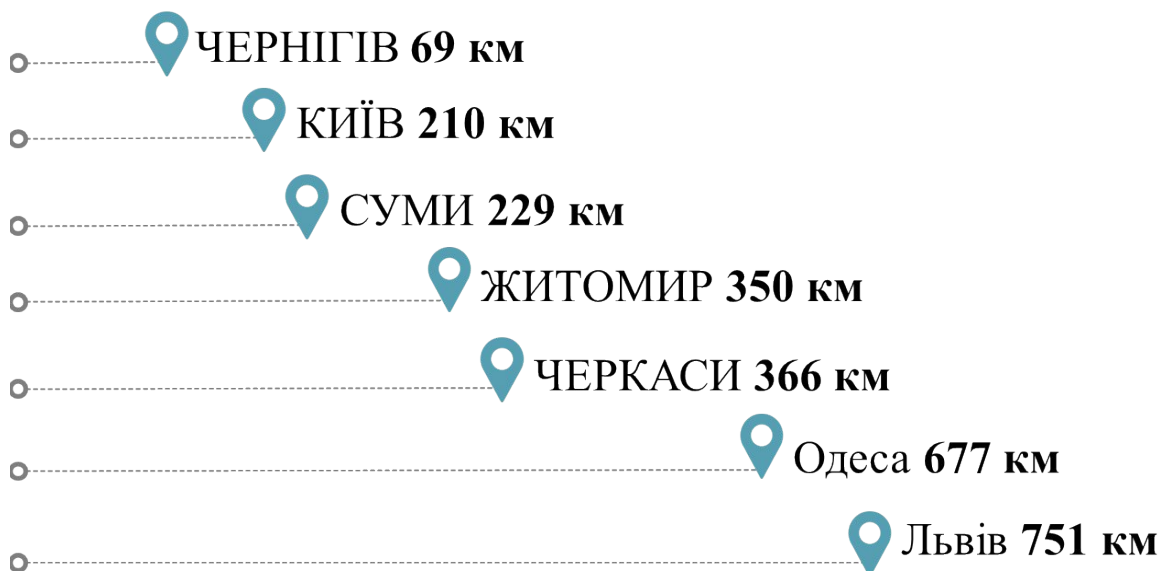 ЧЕРНІГІВ 69 км
КИЇВ 210 км
СУМИ 229 км
ЖИТОМИР 350 км
ЧЕРКАСИ 366 км
Одеса 677 км
Львів 751 км